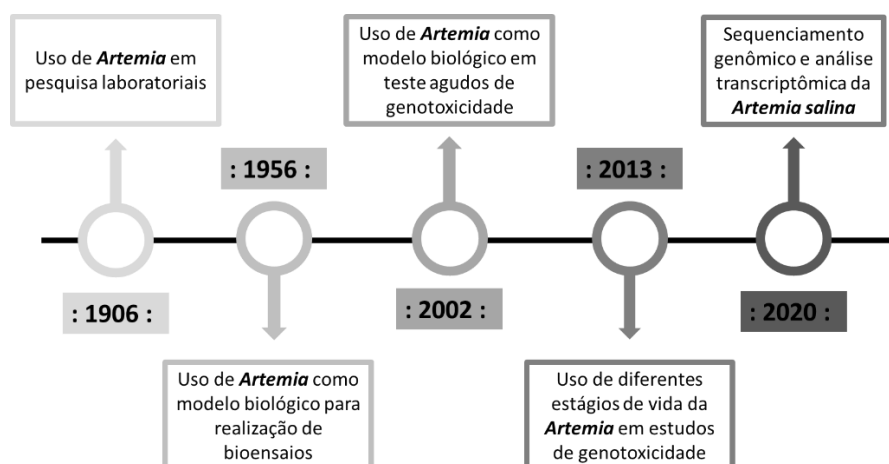 Uso de Artemia em
pesquisa laboratoriais
Uso de Artemia como
modelo biológico em
teste agudos de
genotoxicidade
Sequenciamento
genômico e análise
transcriptômica da
Artemia salina
: 1956 :
: 2013 :
: 1906 :
: 2002 :
: 2020 :
Uso de Artemia como
modelo biológico para
realização de
bioensaios
Uso de diferentes
estágios de vida da
Artemia em estudos
de genotoxicidade